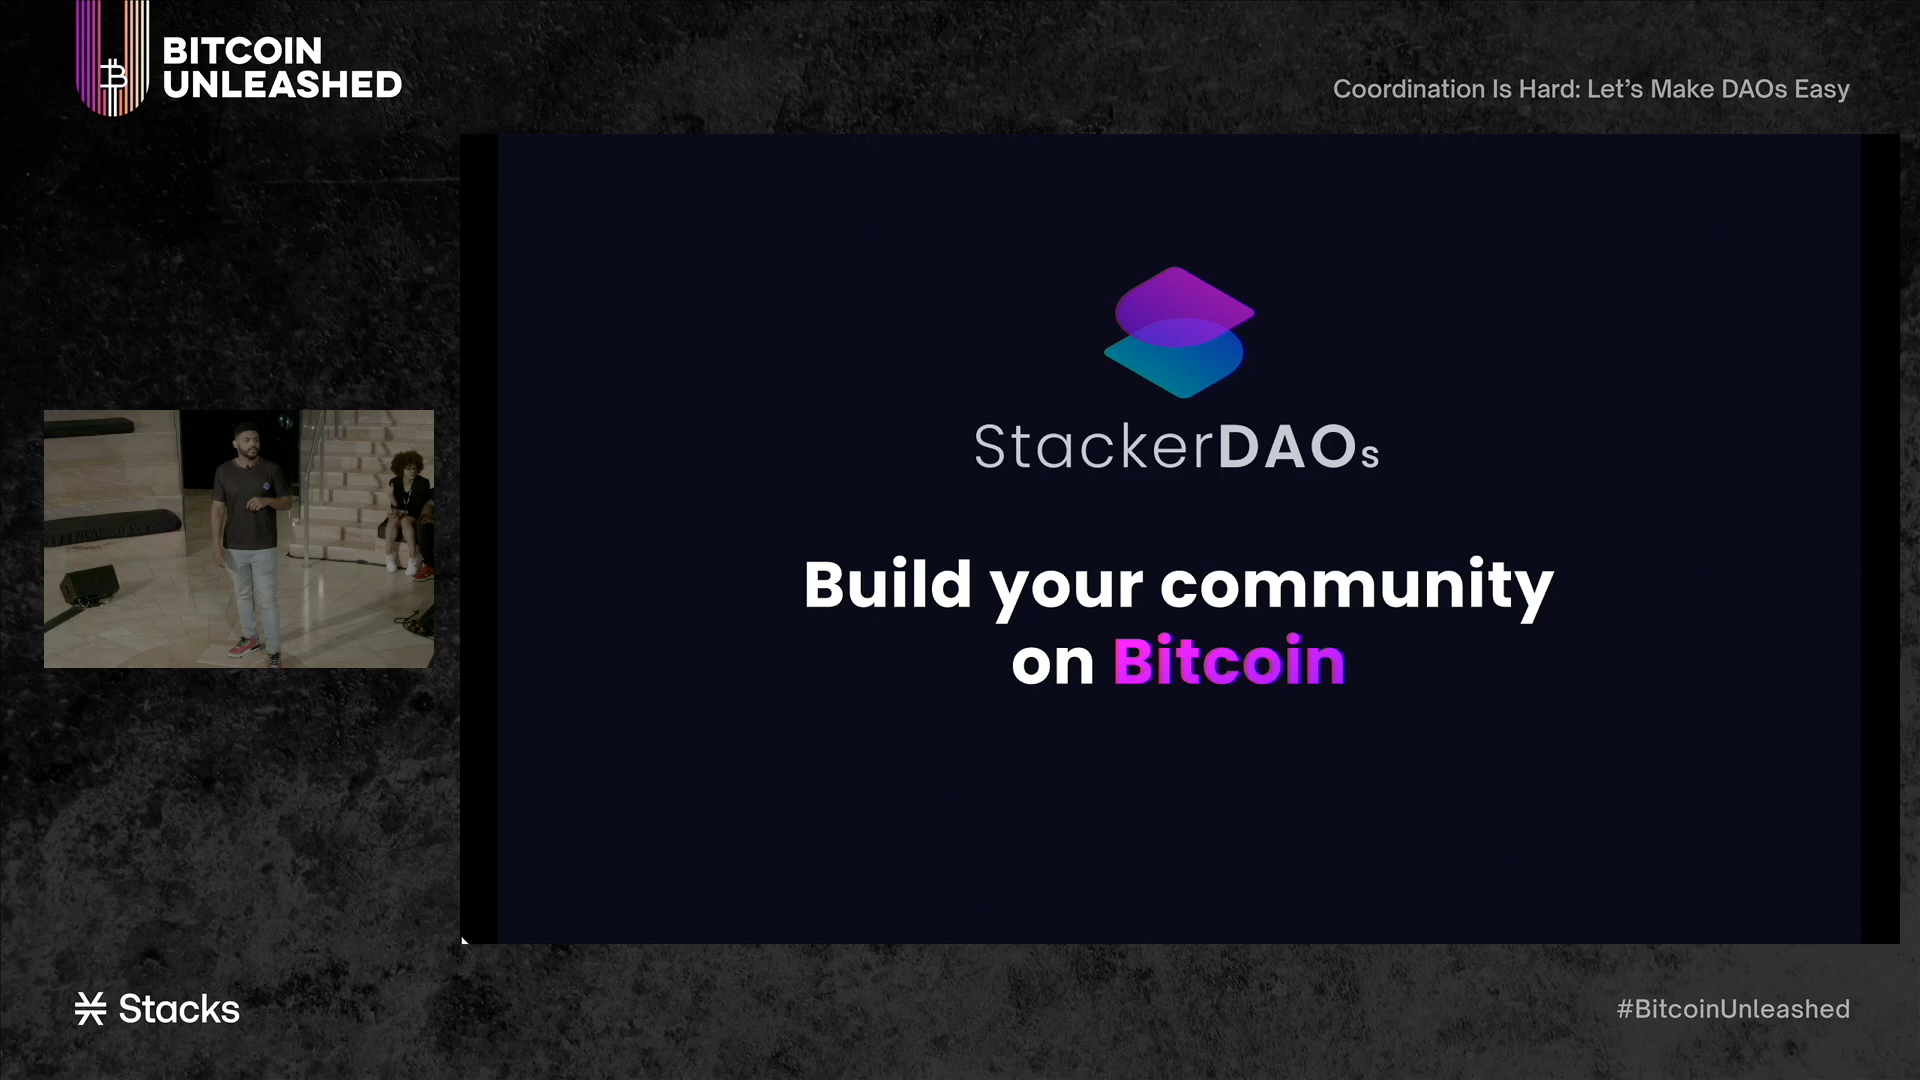 BITCOIN
UNLEASHED
Coordination Is Hard: Let’s Make DAOs Easy
StackerDAOs
Build your community
on Bitcoin
Stacks
#BitcoinUnleashed